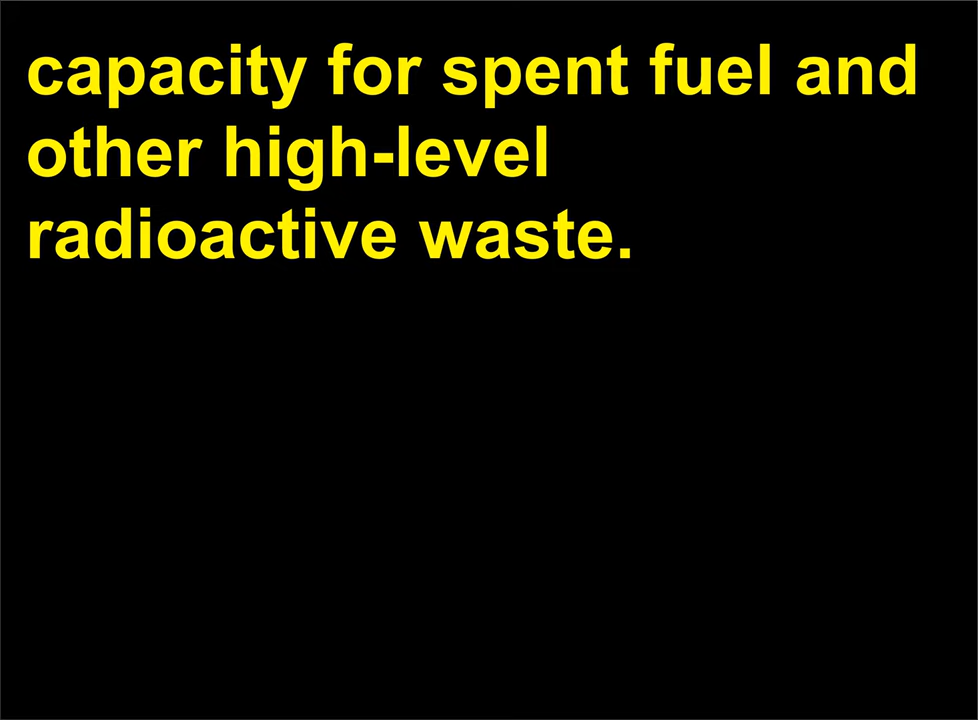 capacity for spent fuel and
other high-level
radioactive waste.